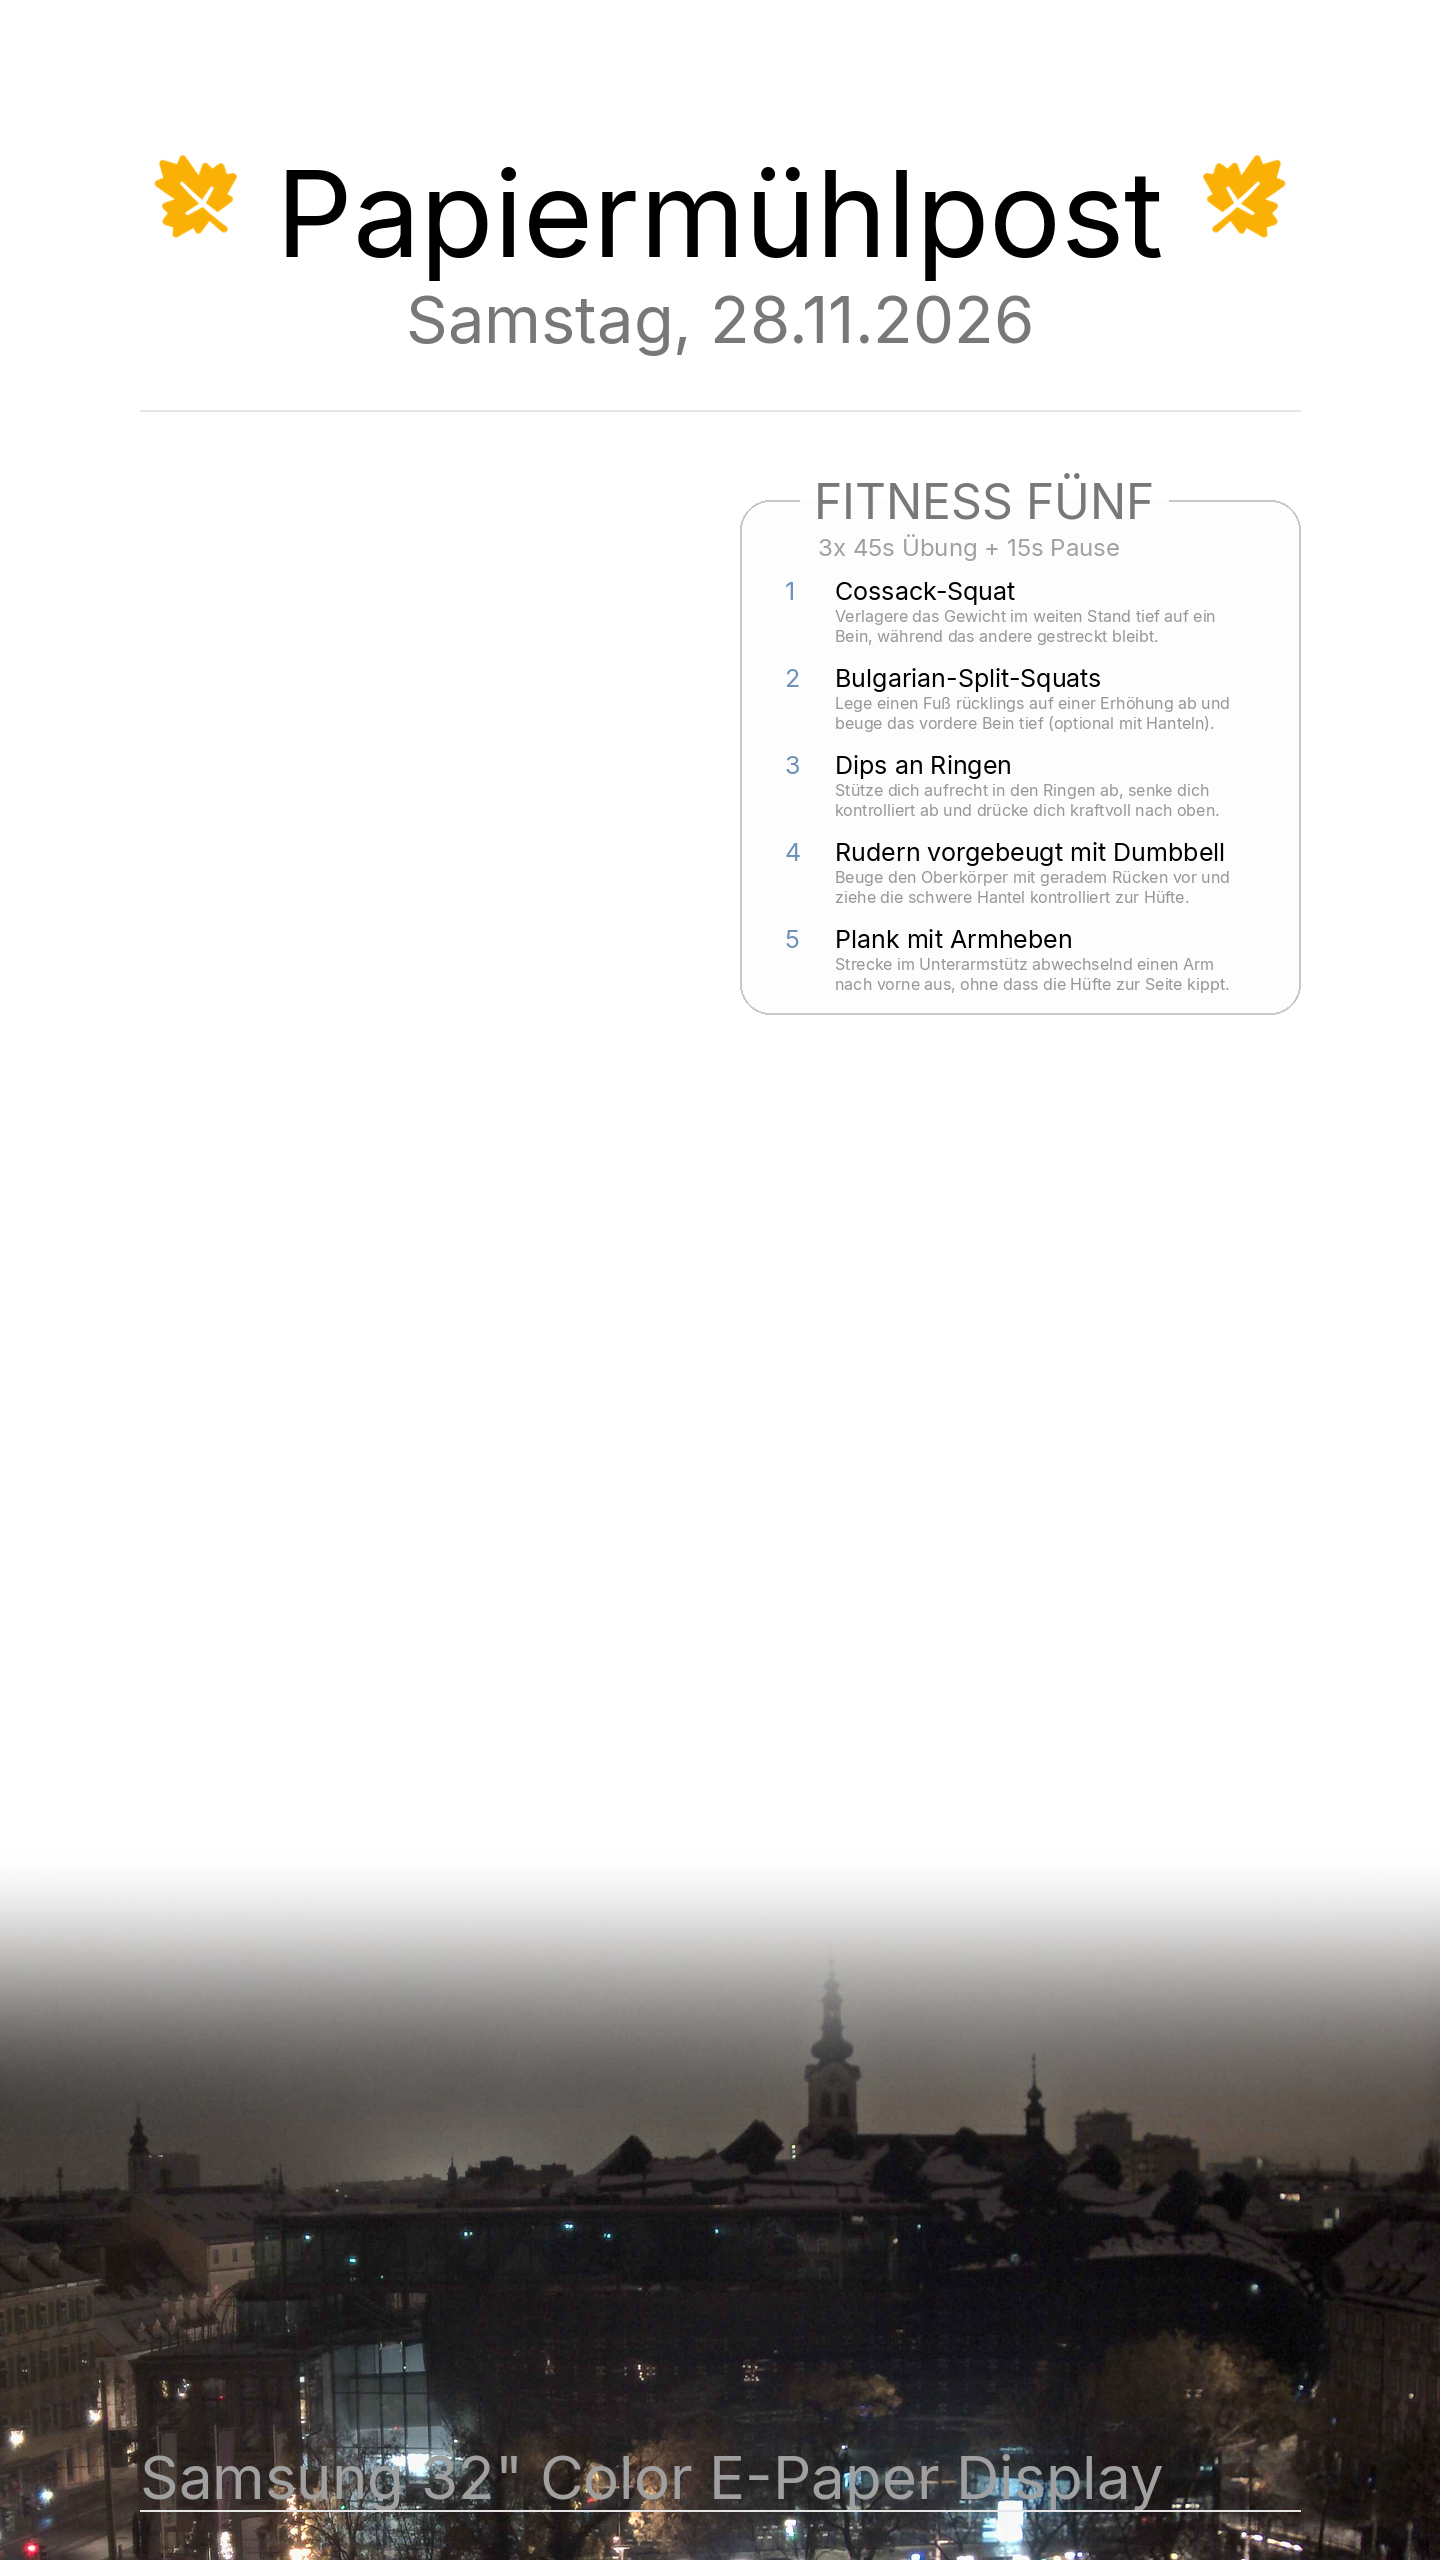 Papiermühlpost
Samstag, 28.11.2026
FITNESS FÜNF
3x 45s Übung + 15s Pause
1 Cossack-Squat
Verlagere das Gewicht im weiten Stand tief auf ein
Bein, während das andere gestreckt bleibt.
2 Bulgarian-Split-Squats
Lege einen Fuß rücklings auf einer Erhöhung ab und
beuge das vordere Bein tief (optional mit Hanteln).
3 Dips an Ringen
Stütze dich aufrecht in den Ringen ab, senke dich
kontrolliert ab und drücke dich kraftvoll nach oben.
4 Rudern vorgebeugt mit Dumbbell
Beuge den Oberkörper mit geradem Rücken vor und
ziehe die schwere Hantel kontrolliert zur Hüfte.
5 Plank mit Armheben
Strecke im Unterarmstütz abwechselnd einen Arm
nach vorne aus, ohne dass die Hüfte zur Seite kippt.
Samsung 32" Color E-Paper Display